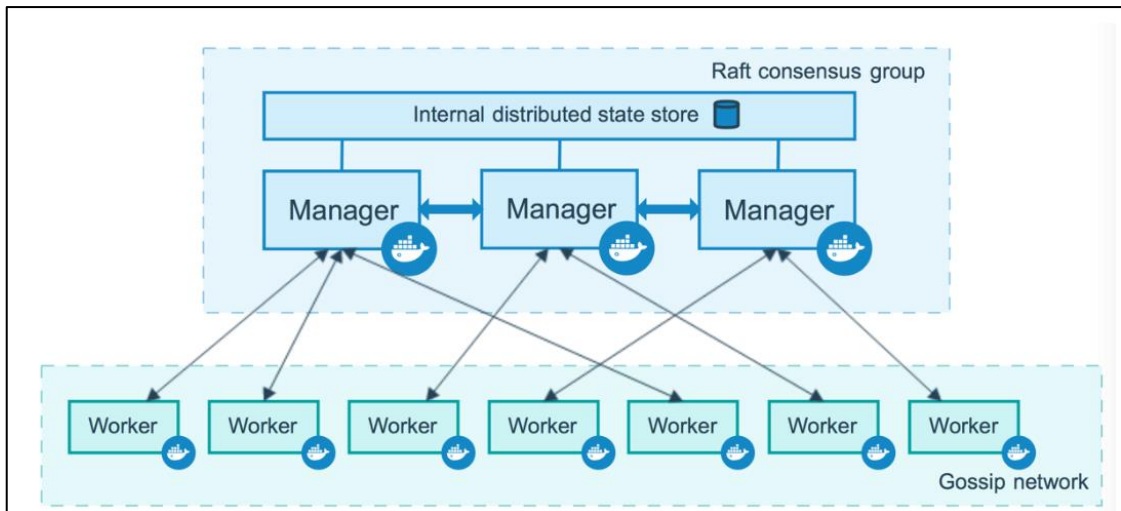 Raft consensus group
Internal distributed state store
Manager
Manager
Manager
Worker
Worker
Worker
Worker
Worker
Worker
Worker
Gossip network